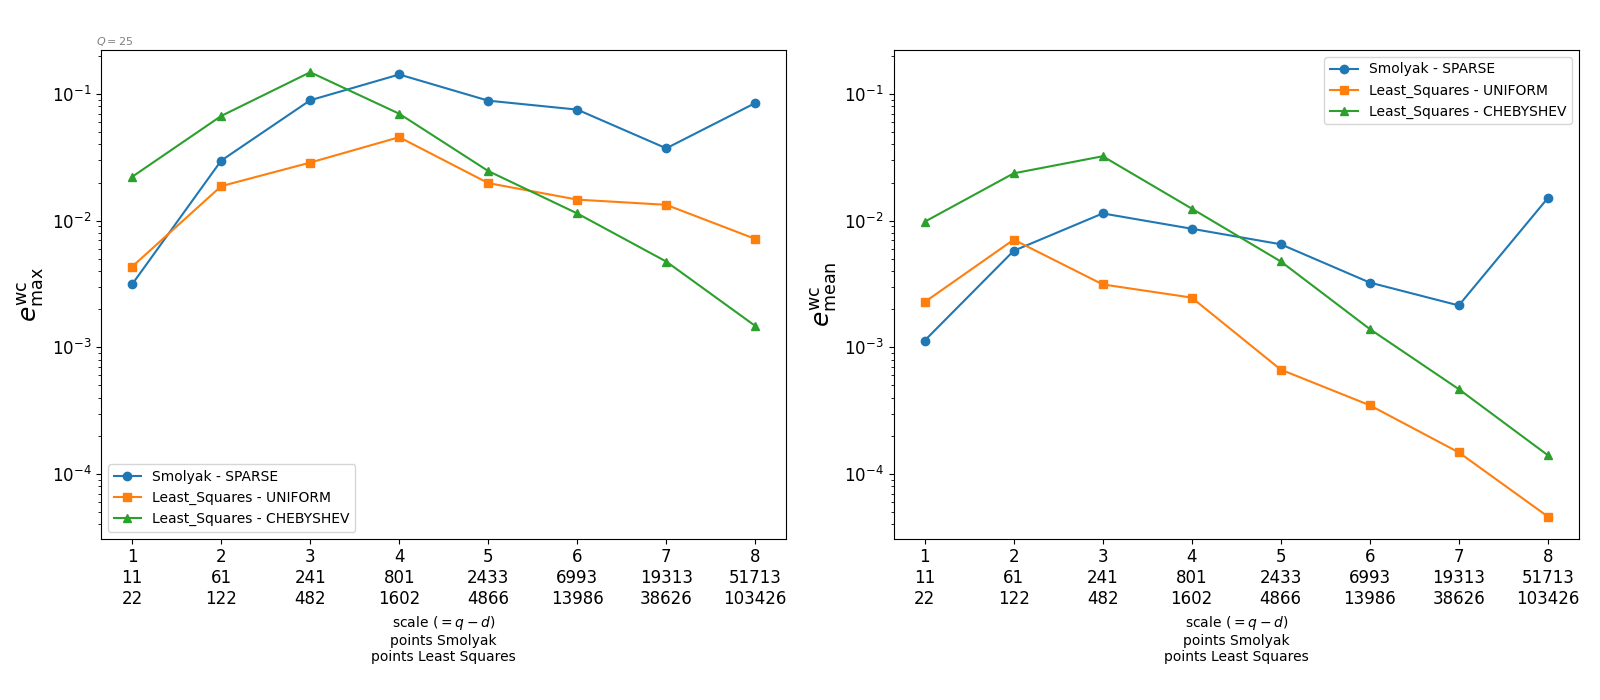 Q = 25
e^wc_max
10^−1
10^−2
10^−3
10^−4
Smolyak - SPARSE
Least_Squares - UNIFORM
Least_Squares - CHEBYSHEV
1 2 3 4 5 6 7 8
11 61 241 801 2433 6993 19313 51713
22 122 482 1602 4866 13986 38626 103426
scale (= q − d)
points Smolyak
points Least Squares
e^wc_mean
10^−1
10^−2
10^−3
10^−4
Smolyak - SPARSE
Least_Squares - UNIFORM
Least_Squares - CHEBYSHEV
1 2 3 4 5 6 7 8
11 61 241 801 2433 6993 19313 51713
22 122 482 1602 4866 13986 38626 103426
scale (= q − d)
points Smolyak
points Least Squares